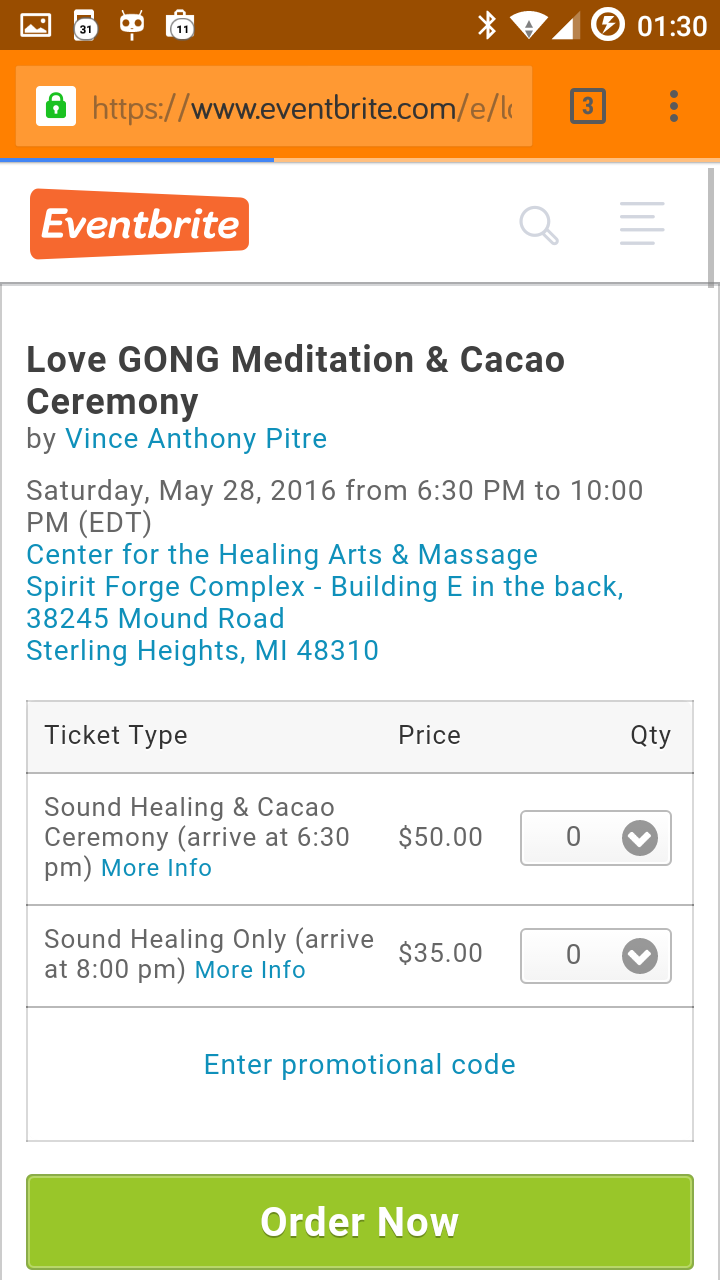 31
11
01:30
https://www.eventbrite.com/e/lo
3
Eventbrite
Love GONG Meditation & Cacao
Ceremony
by Vince Anthony Pitre
Saturday, May 28, 2016 from 6:30 PM to 10:00
PM (EDT)
Center for the Healing Arts & Massage
Spirit Forge Complex - Building E in the back,
38245 Mound Road
Sterling Heights, MI 48310
Ticket Type Price Qty
Sound Healing & Cacao
Ceremony (arrive at 6:30
pm) More Info
$50.00 0
Sound Healing Only (arrive
at 8:00 pm) More Info
$35.00 0
Enter promotional code
Order Now